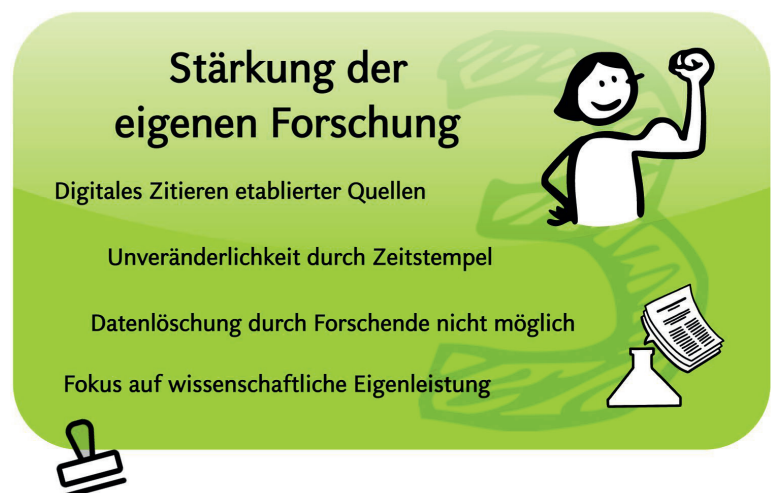 Stärkung der
eigenen Forschung
3
Digitales Zitieren etablierter Quellen
Unveränderlichkeit durch Zeitstempel
Datenlöschung durch Forschende nicht möglich
Fokus auf wissenschaftliche Eigenleistung